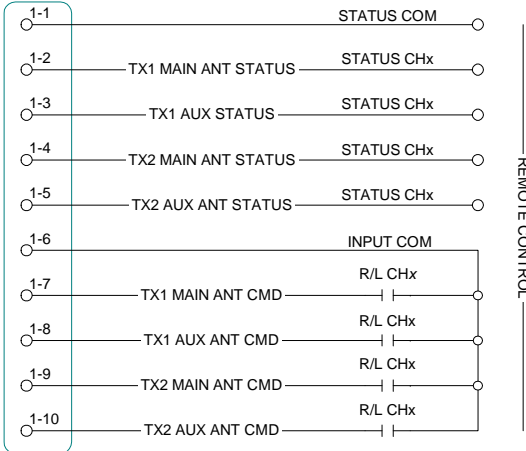 1-1 STATUS COM
1-2 TX1 MAIN ANT STATUS STATUS CHx
1-3 TX1 AUX STATUS STATUS CHx
1-4 TX2 MAIN ANT STATUS STATUS CHx
1-5 TX2 AUX ANT STATUS STATUS CHx
1-6 INPUT COM
1-7 TX1 MAIN ANT CMD R/L CHx
1-8 TX1 AUX ANT CMD R/L CHx
1-9 TX2 MAIN ANT CMD R/L CHx
1-10 TX2 AUX ANT CMD R/L CHx
REMOTE CONTROL